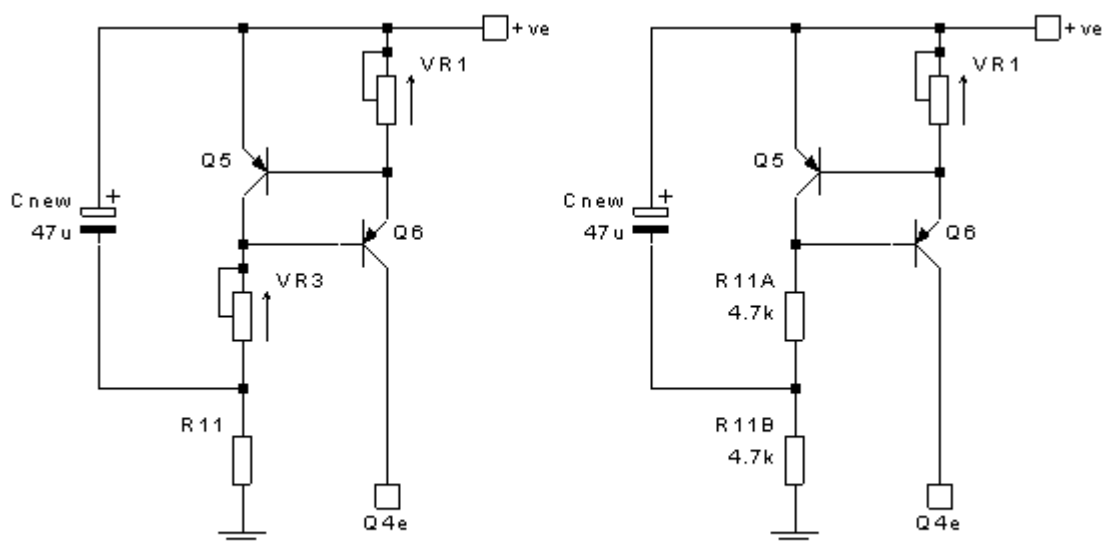 +ve
VR1
Q5
Cnew
+
47u
Q6
VR3
R11
Q4e
+ve
VR1
Q5
Cnew
+
47u
Q6
R11A
4.7k
R11B
4.7k
Q4e